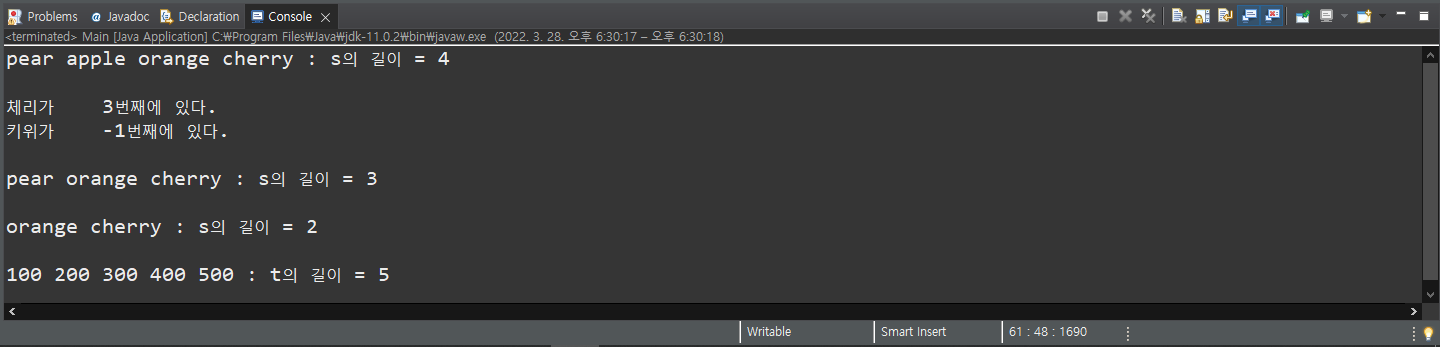 Problems Javadoc Declaration Console
<terminated> Main [Java Application] C:￦Program Files￦Java￦jdk-11.0.2￦bin￦javaw.exe (2022. 3. 28. 오후 6:30:17 – 오후 6:30:18)
pear apple orange cherry : s의 길이 = 4
체리가 3번째에 있다.
키위가 -1번째에 있다.
pear orange cherry : s의 길이 = 3
orange cherry : s의 길이 = 2
100 200 300 400 500 : t의 길이 = 5
Writable Smart Insert 61 : 48 : 1690